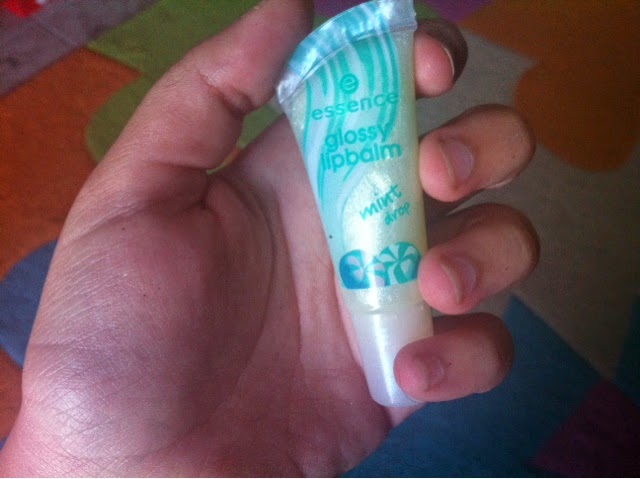 e
essence
glossy
lipbalm
mint
drop